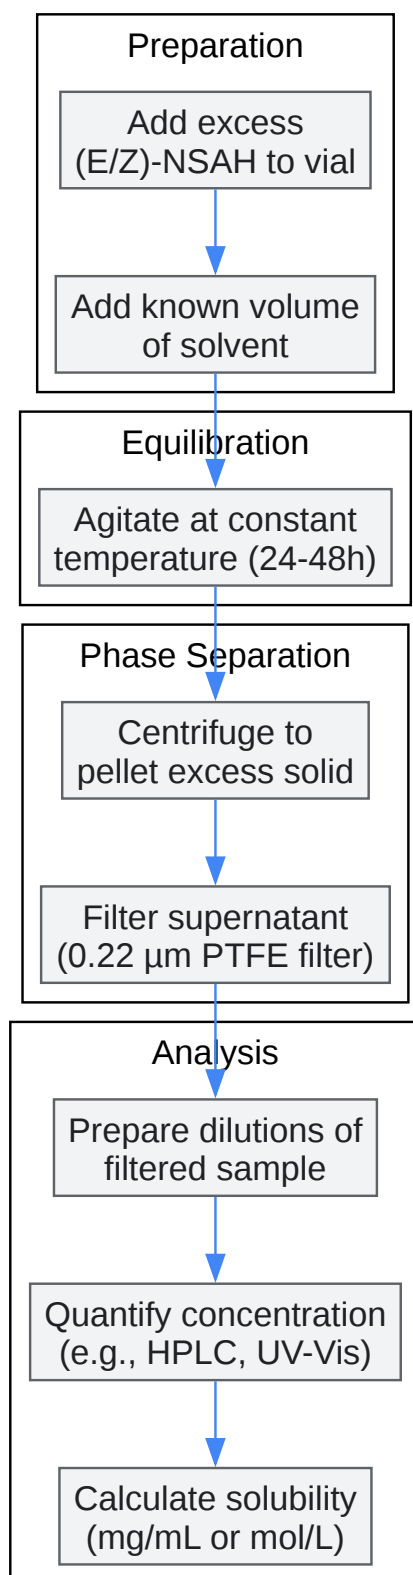 Preparation
Add excess
(E/Z)-NSAH to vial
Add known volume
of solvent
Equilibration
Agitate at constant
temperature (24-48h)
Phase Separation
Centrifuge to
pellet excess solid
Filter supernatant
(0.22 µm PTFE filter)
Analysis
Prepare dilutions of
filtered sample
Quantify concentration
(e.g., HPLC, UV-Vis)
Calculate solubility
(mg/mL or mol/L)